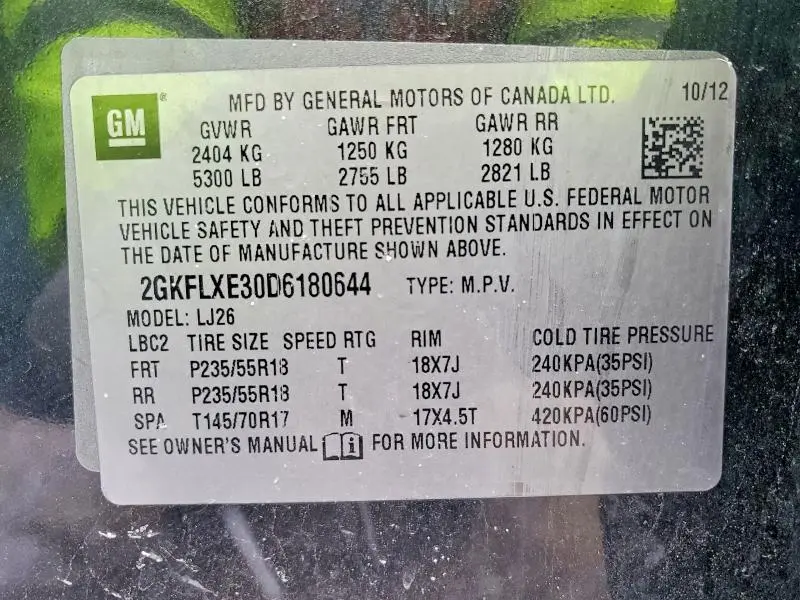 GM ® MFD BY GENERAL MOTORS OF CANADA LTD. 10/12
GVWR GAWR FRT GAWR RR
2404 KG 1250 KG 1280 KG
5300 LB 2755 LB 2821 LB
THIS VEHICLE CONFORMS TO ALL APPLICABLE U.S. FEDERAL MOTOR
VEHICLE SAFETY AND THEFT PREVENTION STANDARDS IN EFFECT ON
THE DATE OF MANUFACTURE SHOWN ABOVE.
2GKFLXE30D6180644 TYPE: M.P.V.
MODEL: LJ26
LBC2 TIRE SIZE SPEED RTG RIM COLD TIRE PRESSURE
FRT P235/55R18 T 18X7J 240KPA(35PSI)
RR P235/55R18 T 18X7J 240KPA(35PSI)
SPA T145/70R17 M 17X4.5T 420KPA(60PSI)
SEE OWNER'S MANUAL i FOR MORE INFORMATION.